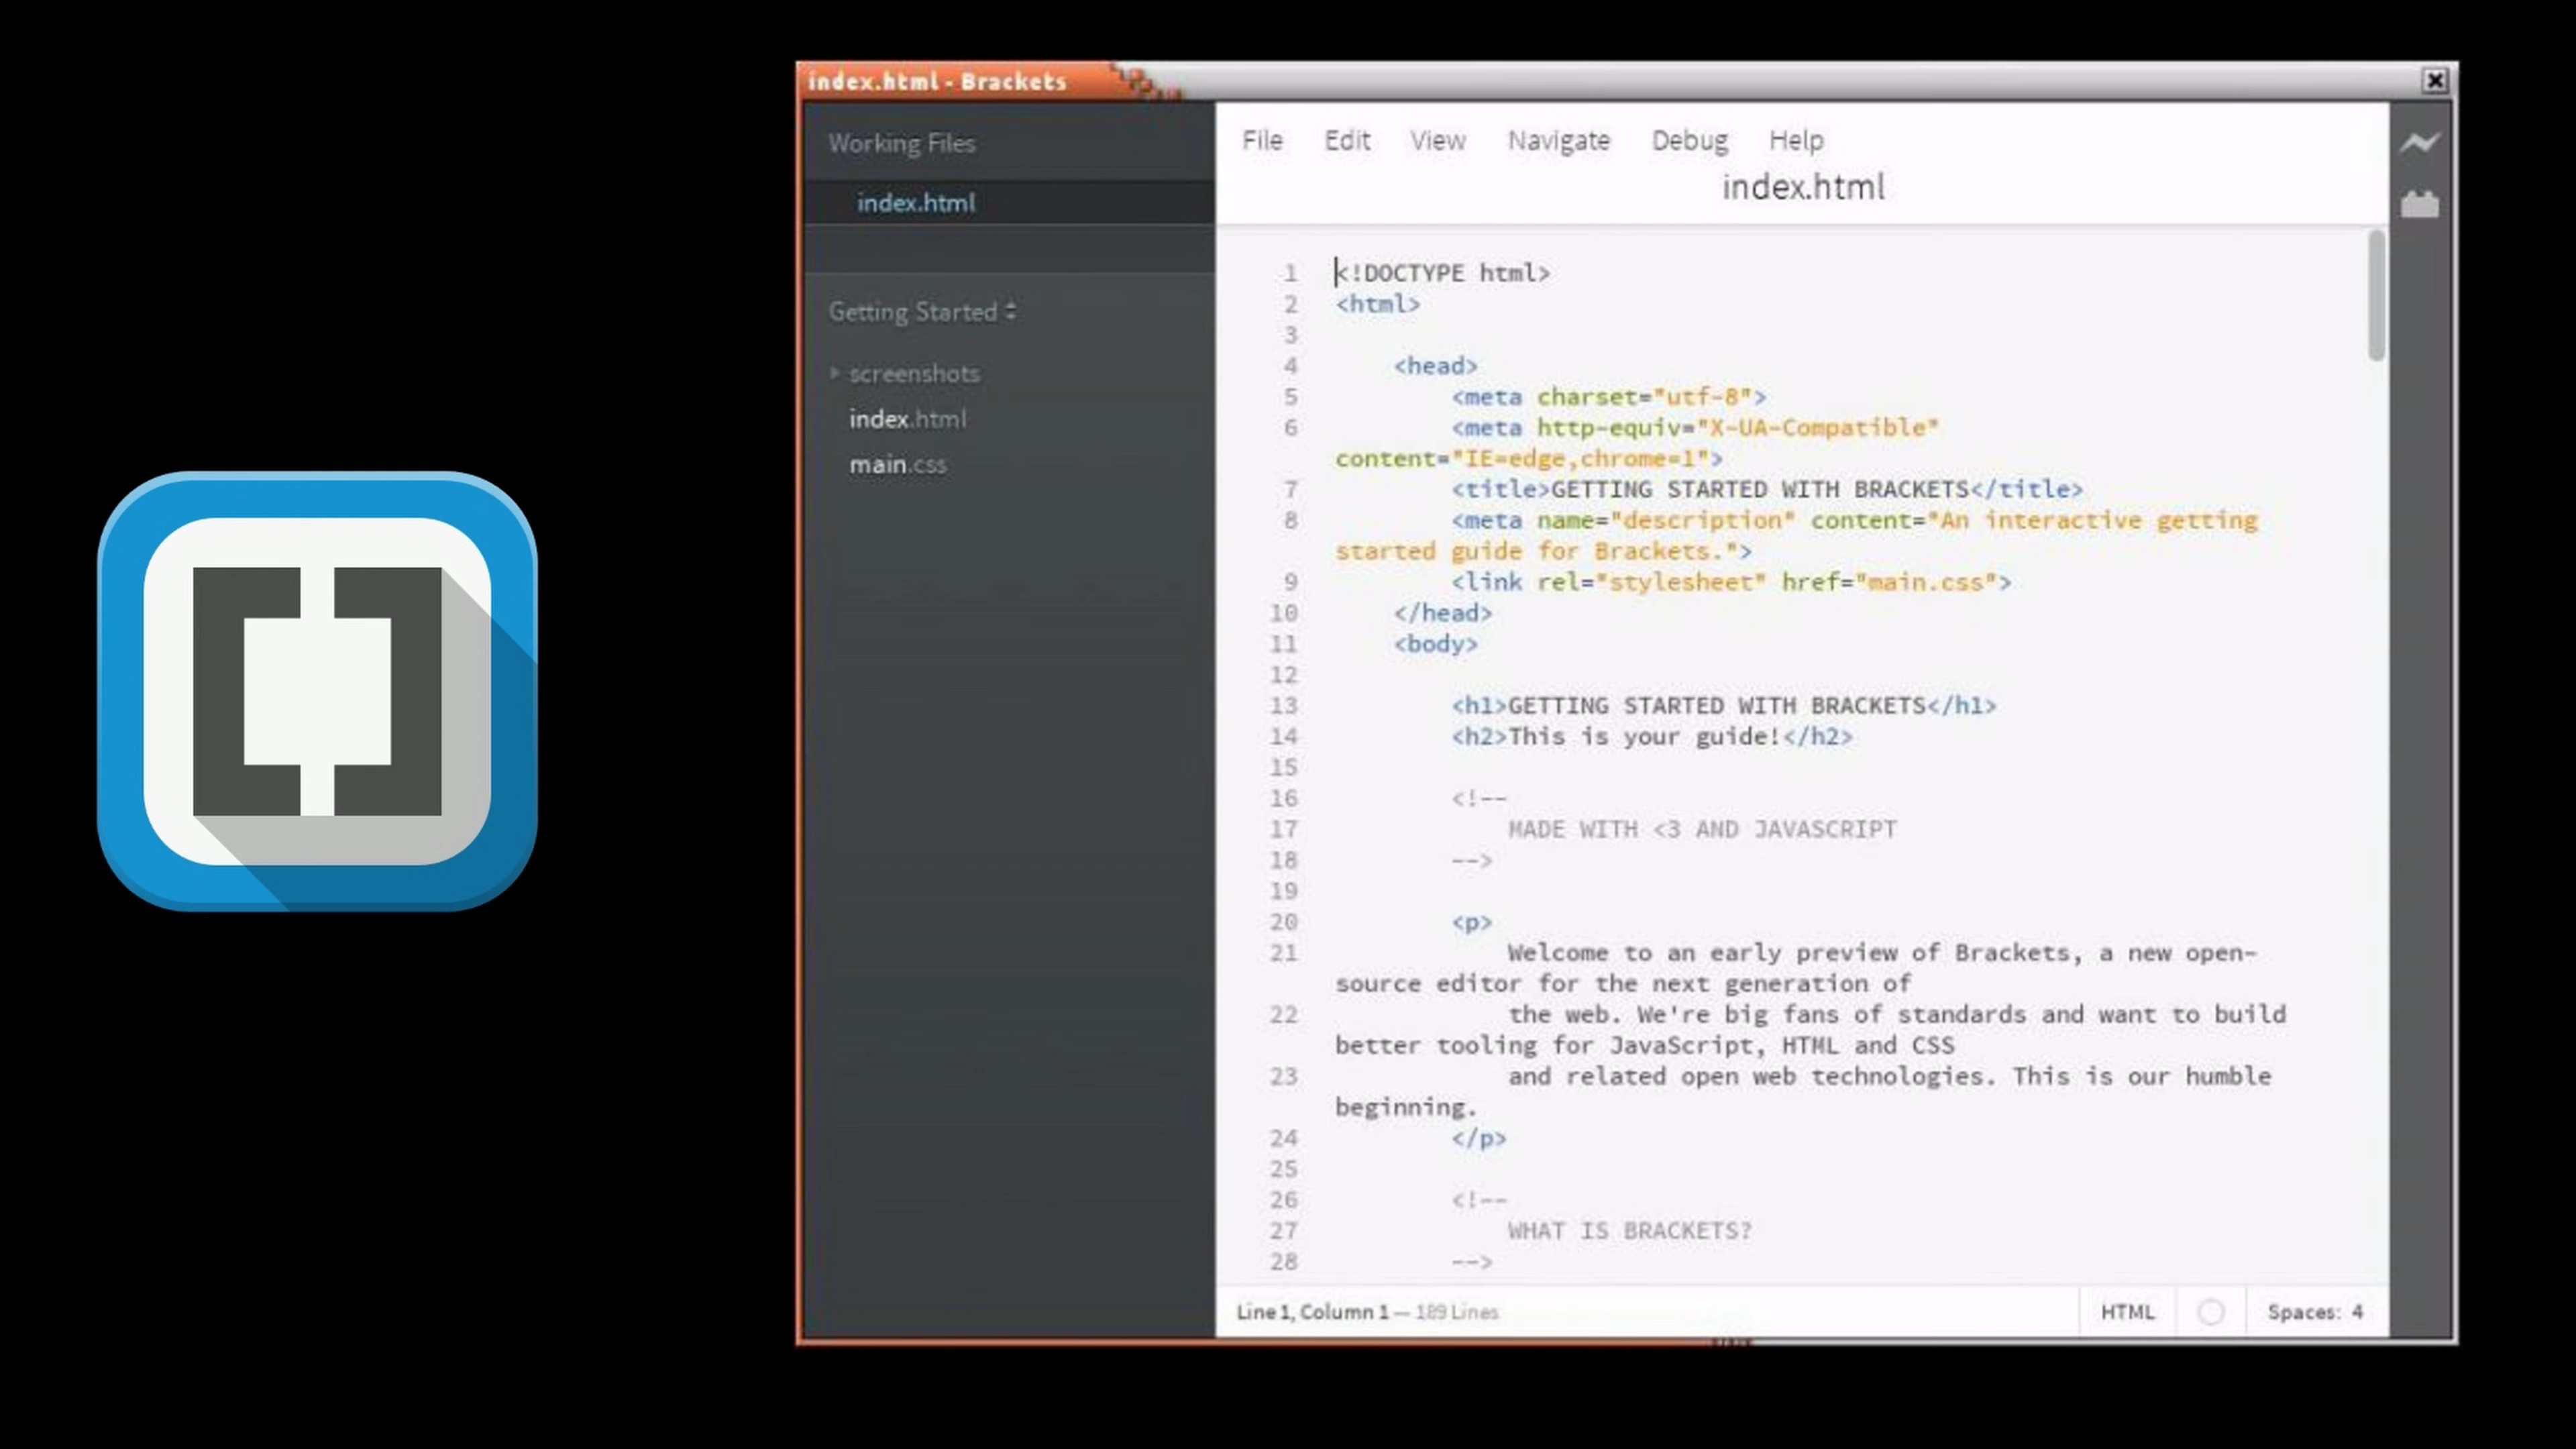 index.html - Brackets
Working Files
index.html
Getting Started
screenshots
index.html
main.css
File Edit View Navigate Debug Help
index.html
1 <!DOCTYPE html>
2 <html>
3
4 <head>
5 <meta charset="utf-8">
6 <meta http-equiv="X-UA-Compatible"
content="IE=edge,chrome=1">
7 <title>GETTING STARTED WITH BRACKETS</title>
8 <meta name="description" content="An interactive getting
started guide for Brackets.">
9 <link rel="stylesheet" href="main.css">
10 </head>
11 <body>
12
13 <h1>GETTING STARTED WITH BRACKETS</h1>
14 <h2>This is your guide!</h2>
15
16 <!--
17 MADE WITH <3 AND JAVASCRIPT
18 -->
19
20 <p>
21 Welcome to an early preview of Brackets, a new open-
source editor for the next generation of
22 the web. We're big fans of standards and want to build
better tooling for JavaScript, HTML and CSS
23 and related open web technologies. This is our humble
beginning.
24 </p>
25
26 <!--
27 WHAT IS BRACKETS?
28 -->
Line 1, Column 1 — 189 Lines HTML Spaces: 4